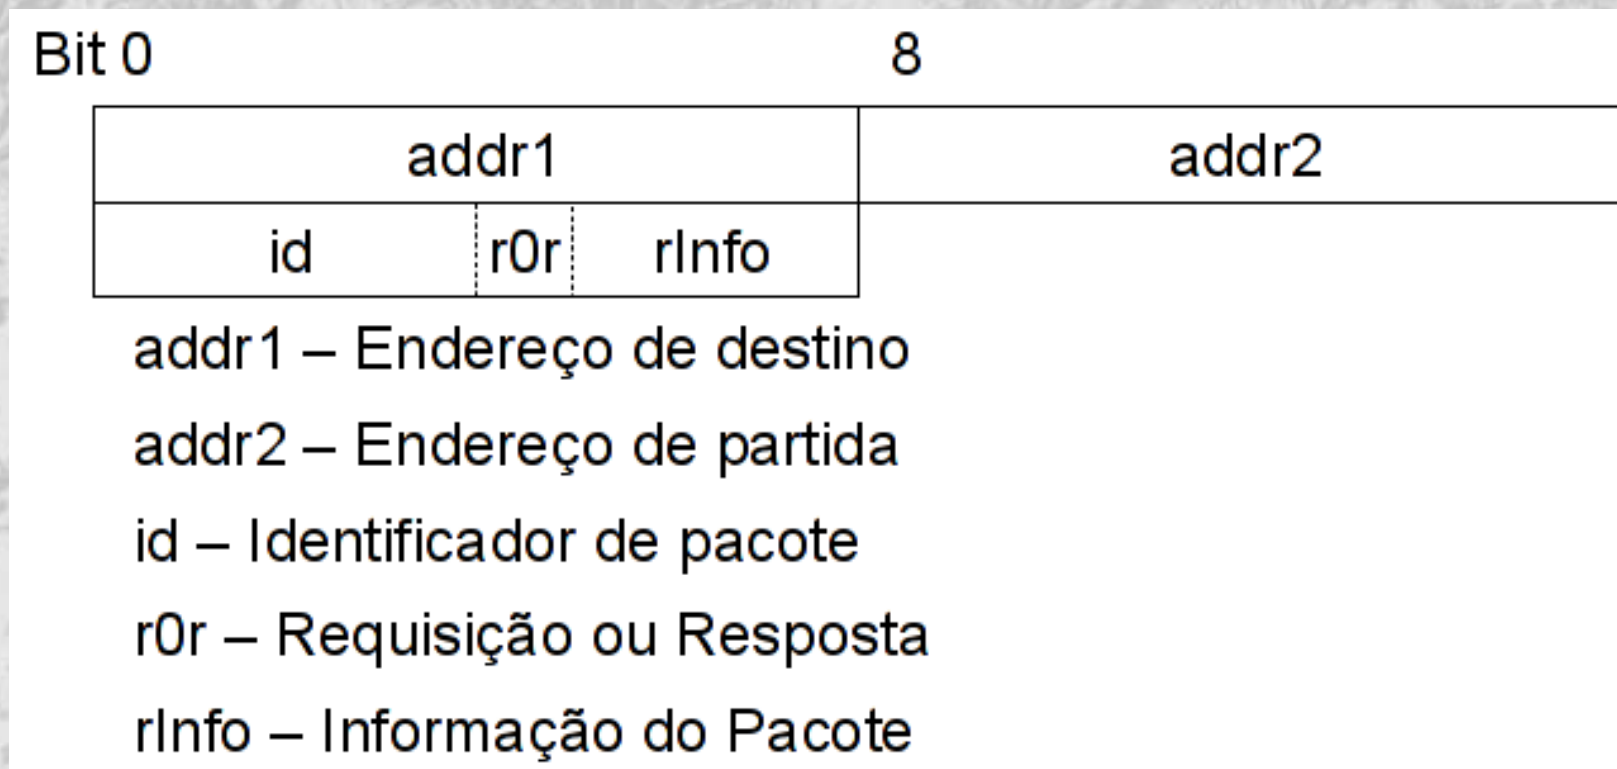 Bit 0 8
addr1 addr2
id r0r rInfo
addr1 – Endereço de destino
addr2 – Endereço de partida
id – Identificador de pacote
r0r – Requisição ou Resposta
rInfo – Informação do Pacote